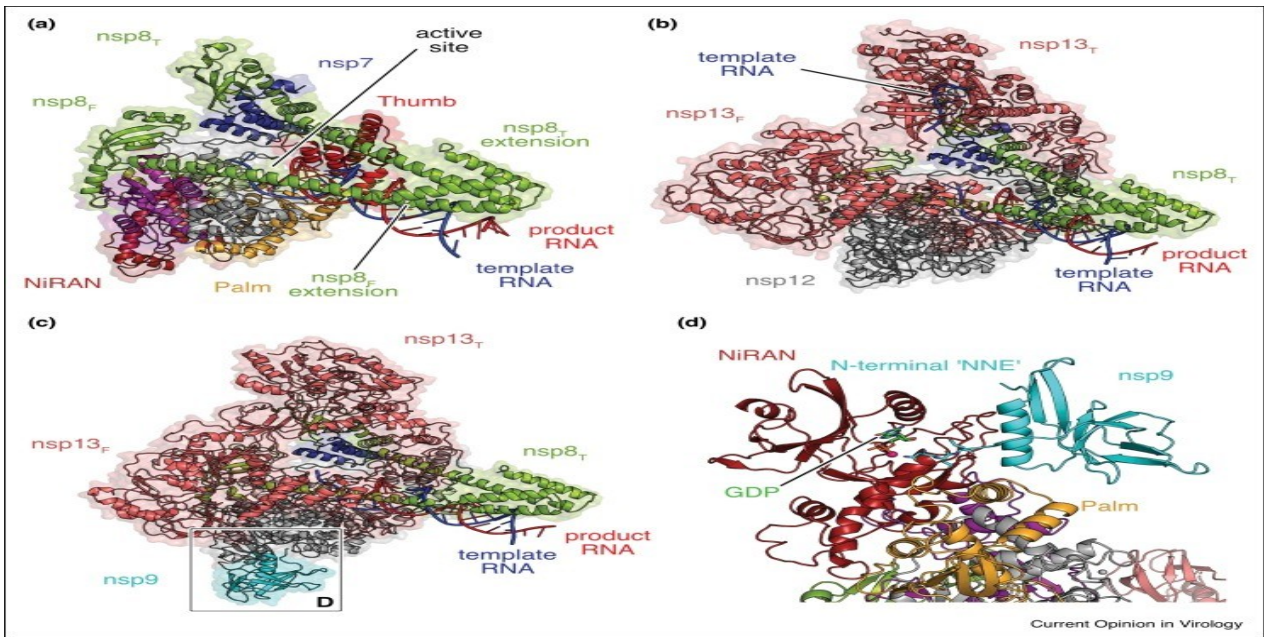 (a)
nsp8T
active
site
nsp7
nsp8F
Thumb
nsp8T
extension
product
RNA
template
RNA
nsp8F
extension
Palm
NiRAN
(b)
template
RNA
nsp13T
nsp13F
nsp8T
product
RNA
template
RNA
nsp12
(c)
nsp13T
nsp13F
nsp8T
product
RNA
template
RNA
nsp9
D
(d)
NiRAN
N-terminal 'NNE'
nsp9
GDP
Palm
Current Opinion in Virology